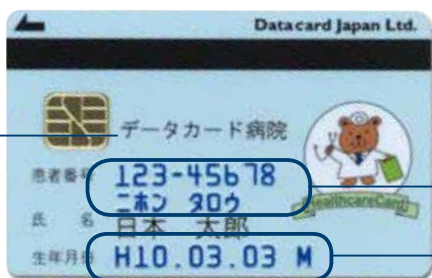 Datacard Japan Ltd.
データカード病院
患者番号 123-45678
ニホン タロウ
氏 名 日本 太郎
生年月日 H10.03.03 M
HealthcareCard